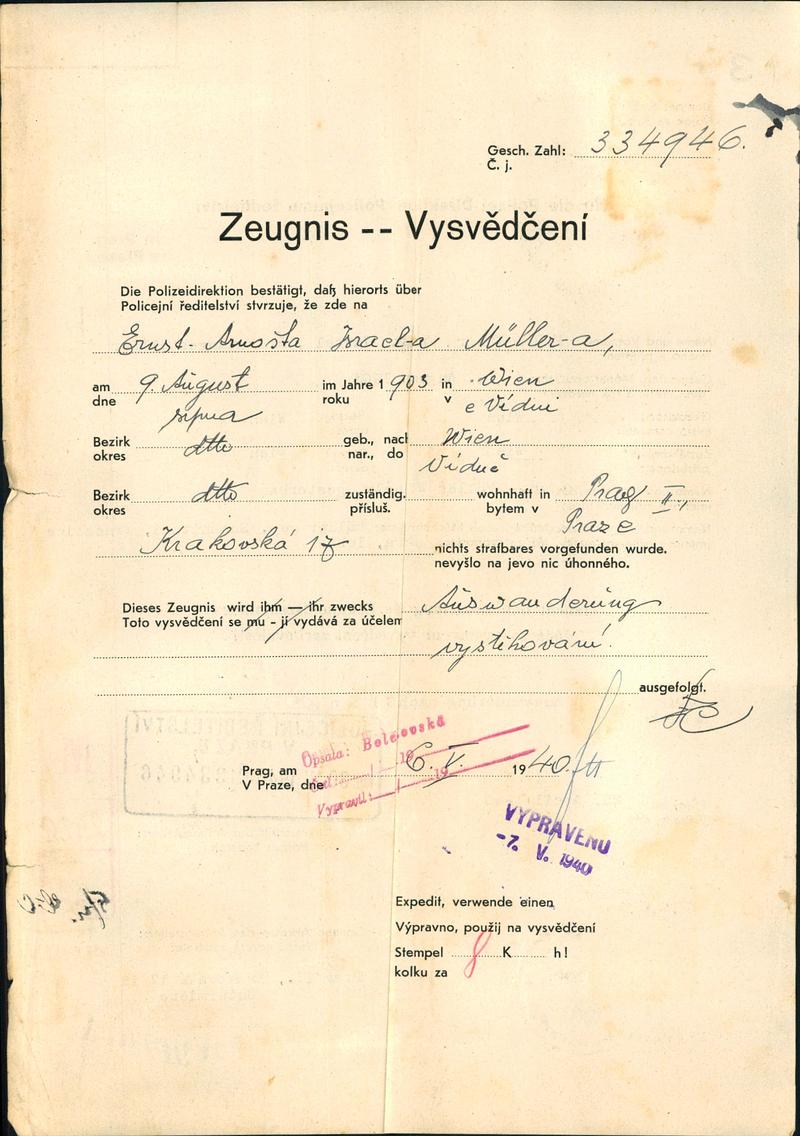 Gesch. Zahl: 334946.
Č. j.
Zeugnis -- Vysvědčení
Die Polizeidirektion bestätigt, daß hierorts über
Policejní ředitelství stvrzuje, že zde na
Ernst- Arnošta Israel-a Müller-a,
am 9 August im Jahre 1903 in Wien
dne srpna roku v e Vídni
Bezirk dtto geb., nach Wien
okres nar., do Vídně
Bezirk dtto zuständig. wohnhaft in Prag II.,
okres přísluš. bytem v Praze
Krakovská 17 nichts strafbares vorgefunden wurde.
nevyšlo na jevo nic úhonného.
Dieses Zeugnis wird ihm — ihr zwecks Auswanderung
Toto vysvědčení se mu - jí vydává za účelem
vystěhování.
ausgefolgt.
Opsala:
Vypravil:
Prag, am 6. V. 1940
V Praze, dne
VYPRAVENO
-7. V. 1940
Expedit, verwende einen
Výpravno, použij na vysvědčení
Stempel 8 K h!
kolku za